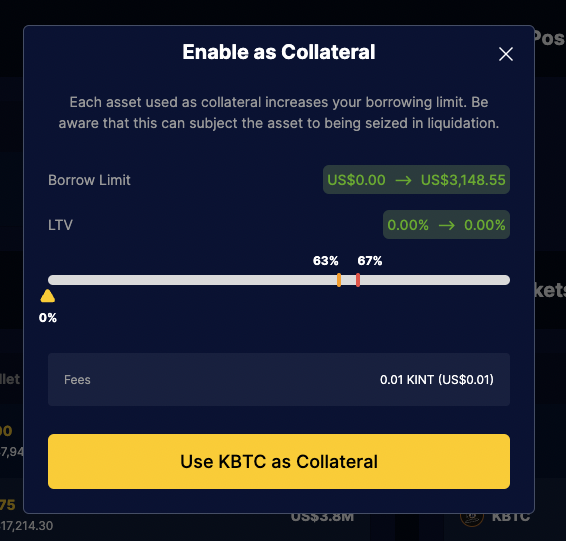 Pos
Enable as Collateral
Each asset used as collateral increases your borrowing limit. Be
aware that this can subject the asset to being seized in liquidation.
Borrow Limit
US$0.00 → US$3,148.55
LTV
0.00% → 0.00%
63% 67%
0%
kets
llet
Fees
0.01 KINT (US$0.01)
00
7,94
Use KBTC as Collateral
75
17,214.30
US$3.8M
KBTC